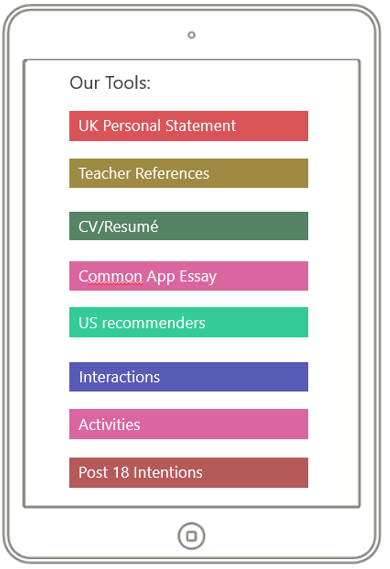 Our Tools:
UK Personal Statement
Teacher References
CV/Resumé
Common App Essay
US recommenders
Interactions
Activities
Post 18 Intentions